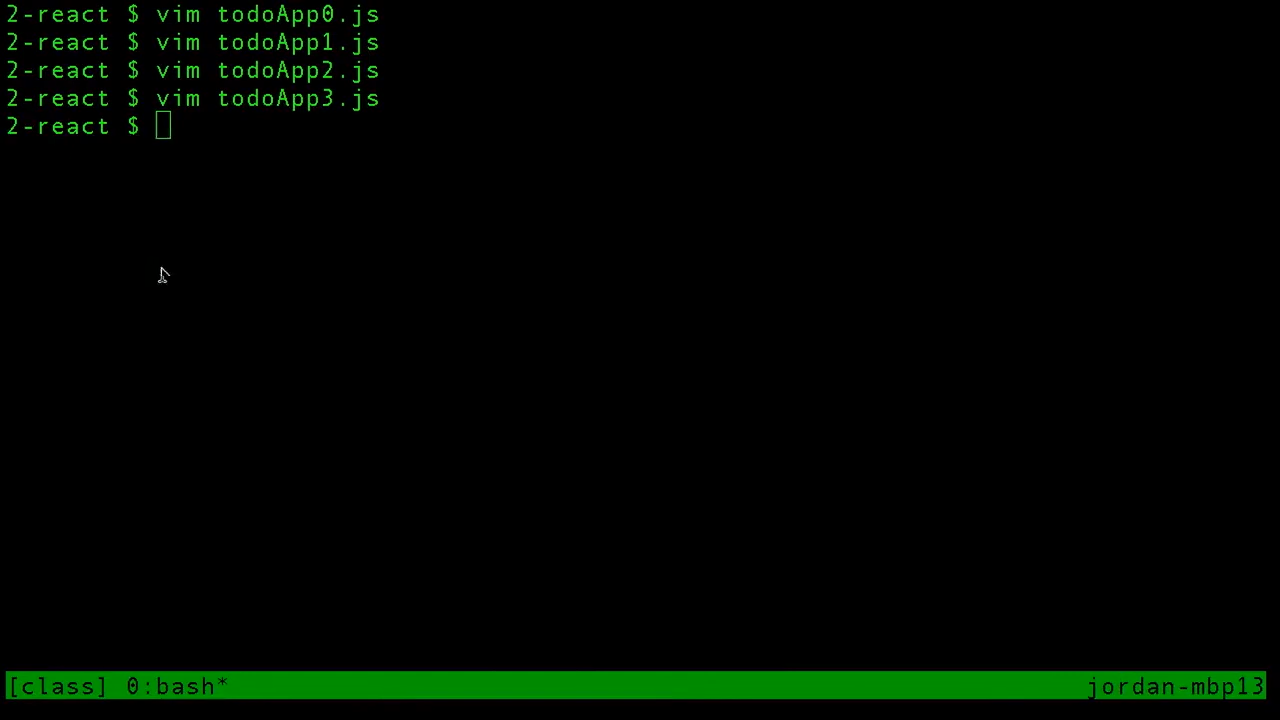 2-react $ vim todoApp0.js
2-react $ vim todoApp1.js
2-react $ vim todoApp2.js
2-react $ vim todoApp3.js
2-react $
[class] 0:bash* jordan-mbp13